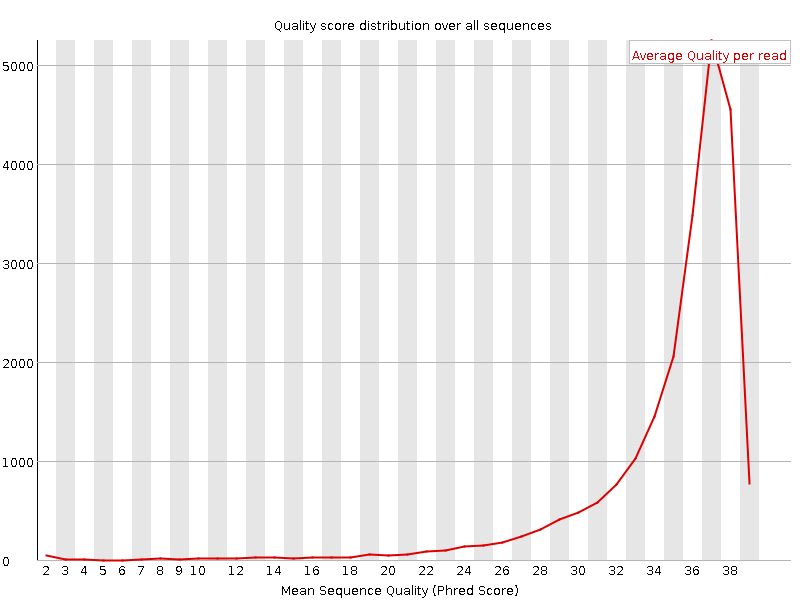 Quality score distribution over all sequences
Average Quality per read
5000
4000
3000
2000
1000
0
2 3 4 5 6 7 8 9 10 12 14 16 18 20 22 24 26 28 30 32 34 36 38
Mean Sequence Quality (Phred Score)